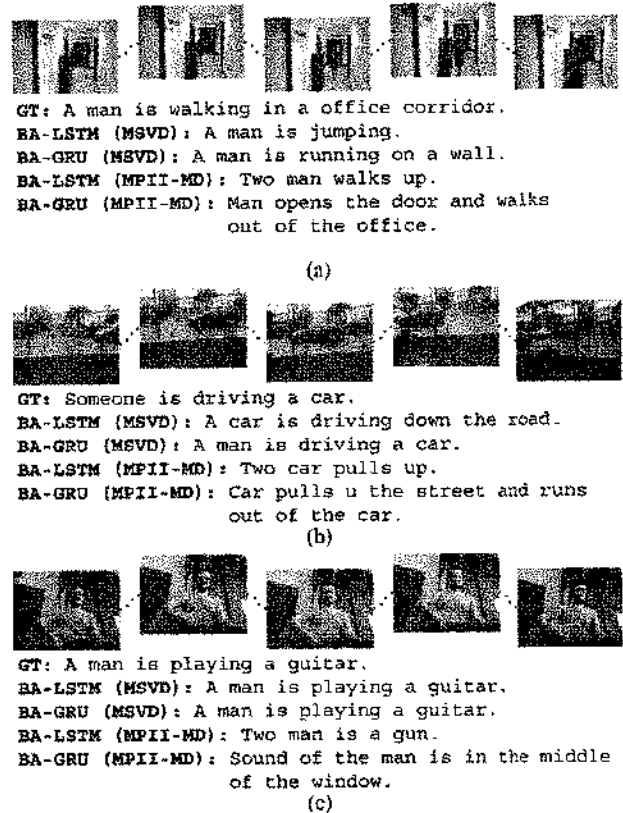 GT: A man is walking in a office corridor.
BA-LSTM (MSVD): A man is jumping.
BA-GRU (MSVD): A man is running on a wall.
BA-LSTM (MPII-MD): Two man walks up.
BA-GRU (MPII-MD): Man opens the door and walks
out of the office.
(a)
GT: Someone is driving a car.
BA-LSTM (MSVD): A car is driving down the road.
BA-GRU (MSVD): A man is driving a car.
BA-LSTM (MPII-MD): Two car pulls up.
BA-GRU (MPII-MD): Car pulls u the street and runs
out of the car.
(b)
GT: A man is playing a guitar.
BA-LSTM (MSVD): A man is playing a guitar.
BA-GRU (MSVD): A man is playing a guitar.
BA-LSTM (MPII-MD): Two man is a gun.
BA-GRU (MPII-MD): Sound of the man is in the middle
of the window.
(c)